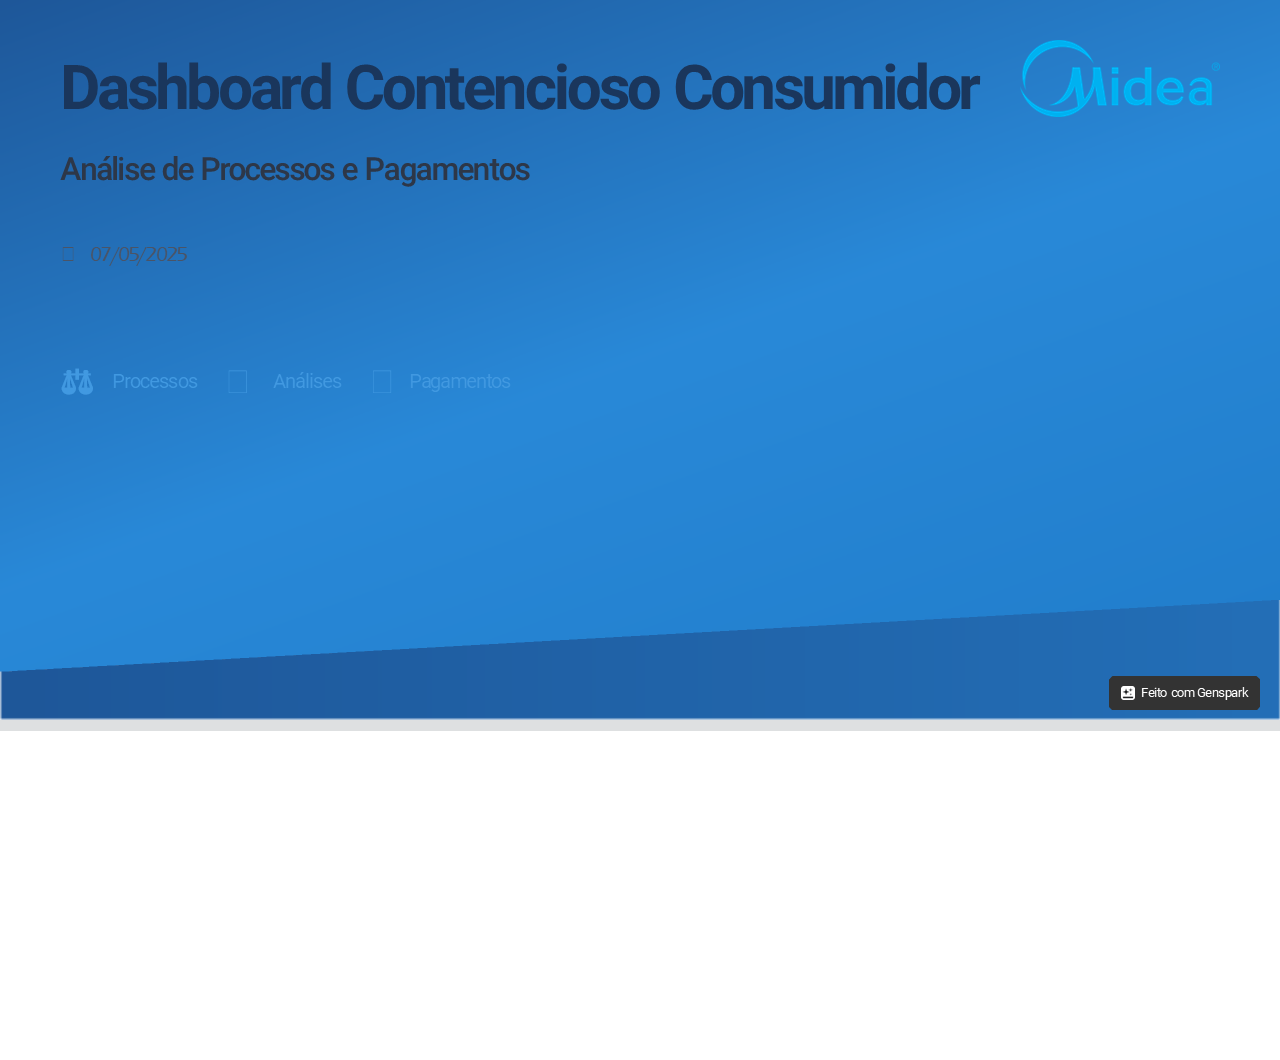 Dashboard Contencioso Consumidor
Midea®
Análise de Processos e Pagamentos
07/05/2025
Processos Análises Pagamentos
Feito com Genspark